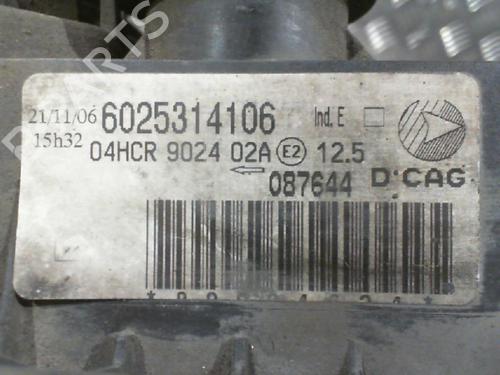 21/11/06 6025314106 Ind. E
15h32 04HCR 9024 02A E2 12.5
087644 D'CAG